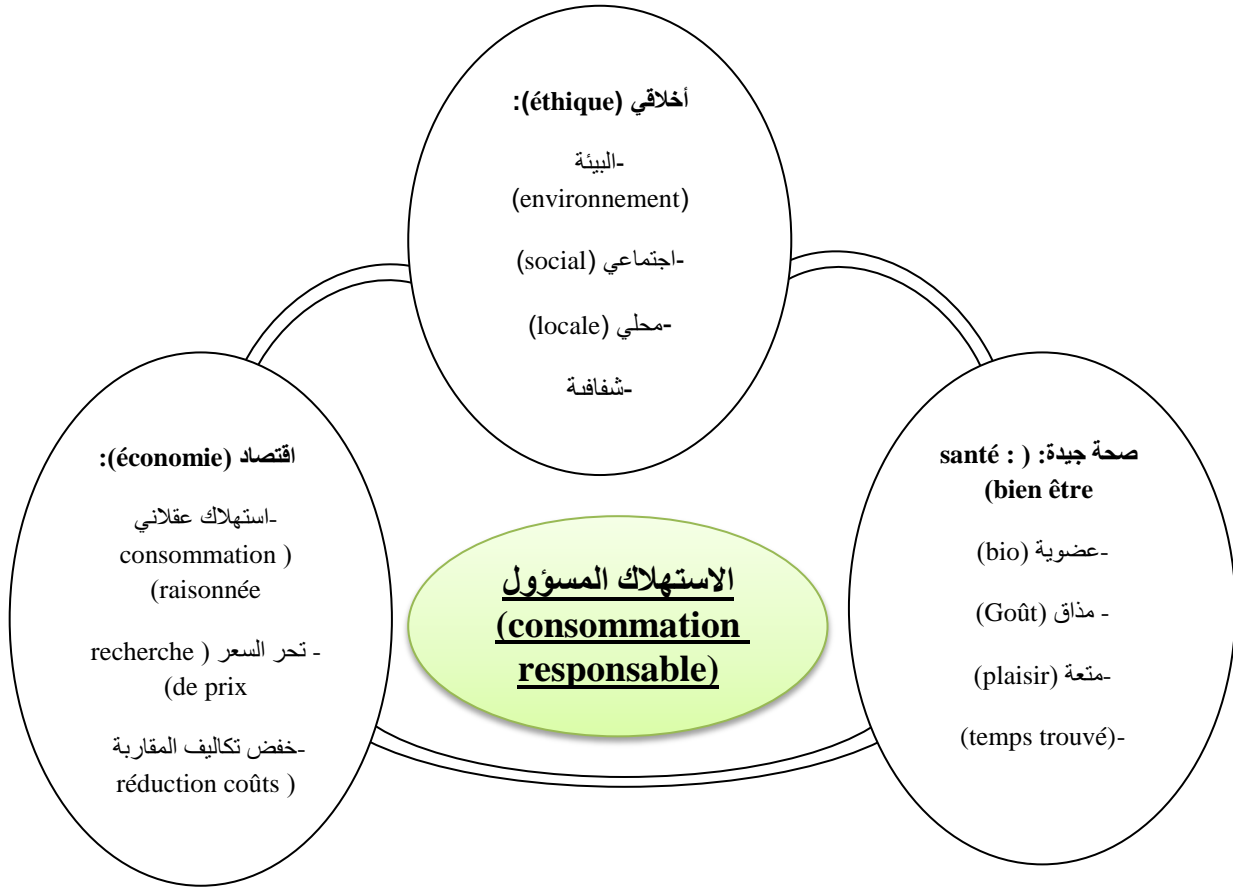 أخلاقي (éthique):
-البيئة
(environnement)
-اجتماعي (social)
-محلي (locale)
-شفافية
اقتصاد (économie):
-استهلاك عقلاني
( consommation
raisonnée)
- تحر السعر ( recherche
de prix)
-خفض تكاليف المقاربة
( réduction coûts
صحة جيدة: ( : santé
bien être)
-عضوية (bio)
- مذاق (Goût)
-متعة (plaisir)
-(temps trouvé)
الاستهلاك المسؤول
(consommation
responsable)